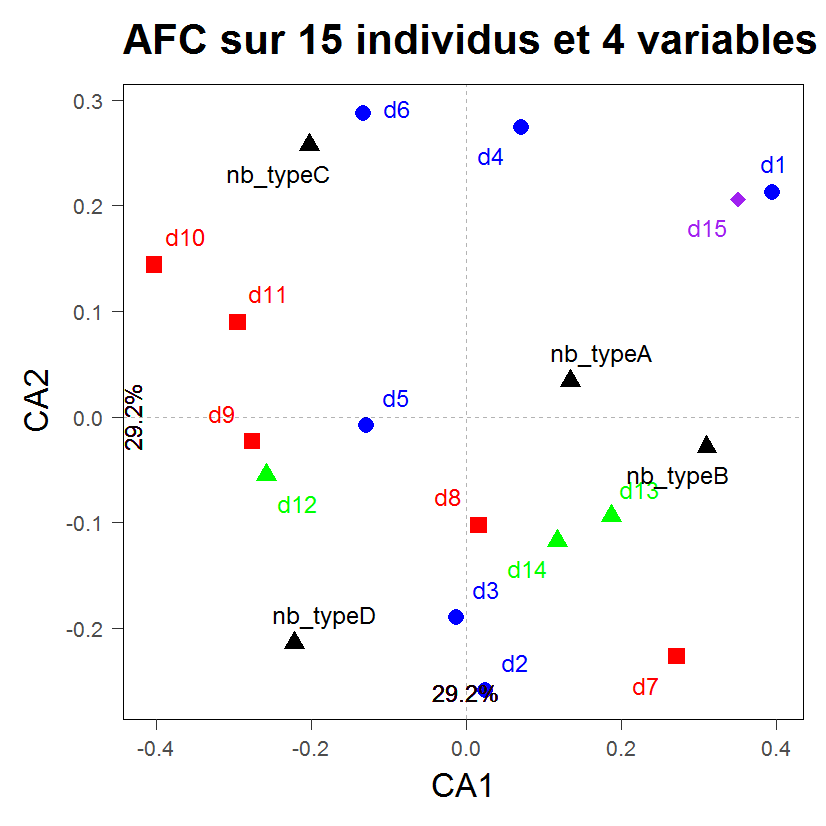 AFC sur 15 individus et 4 variables
0.3
d6
d4
nb_typeC
d1
0.2
d15
d10
d11
0.1
nb_typeA
CA2
29.2%
0.0
d9
d5
nb_typeB
d8
d13
d12
-0.1
d14
d3
nb_typeD
-0.2
d2
d7
29.2%
-0.4
-0.2
0.0
0.2
0.4
CA1